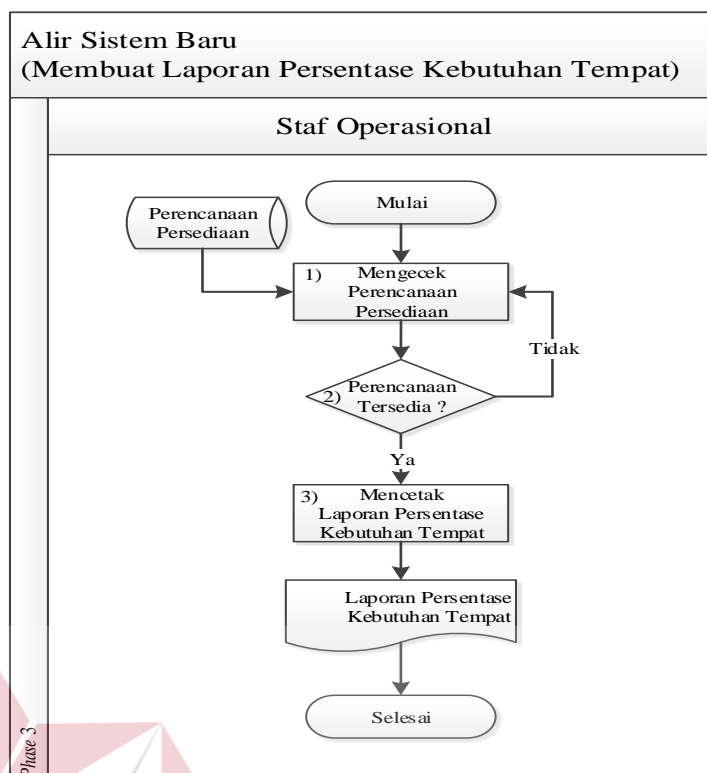 Alir Sistem Baru
(Membuat Laporan Persentase Kebutuhan Tempat)
Staf Operasional
Perencanaan
Persediaan
Mulai
1) Mengecek
Perencanaan
Persediaan
Tidak
Perencanaan
2) Tersedia ?
Ya
3) Mencetak
Laporan Persentase
Kebutuhan Tempat
Laporan Persentase
Kebutuhan Tempat
Selesai
Phase 3